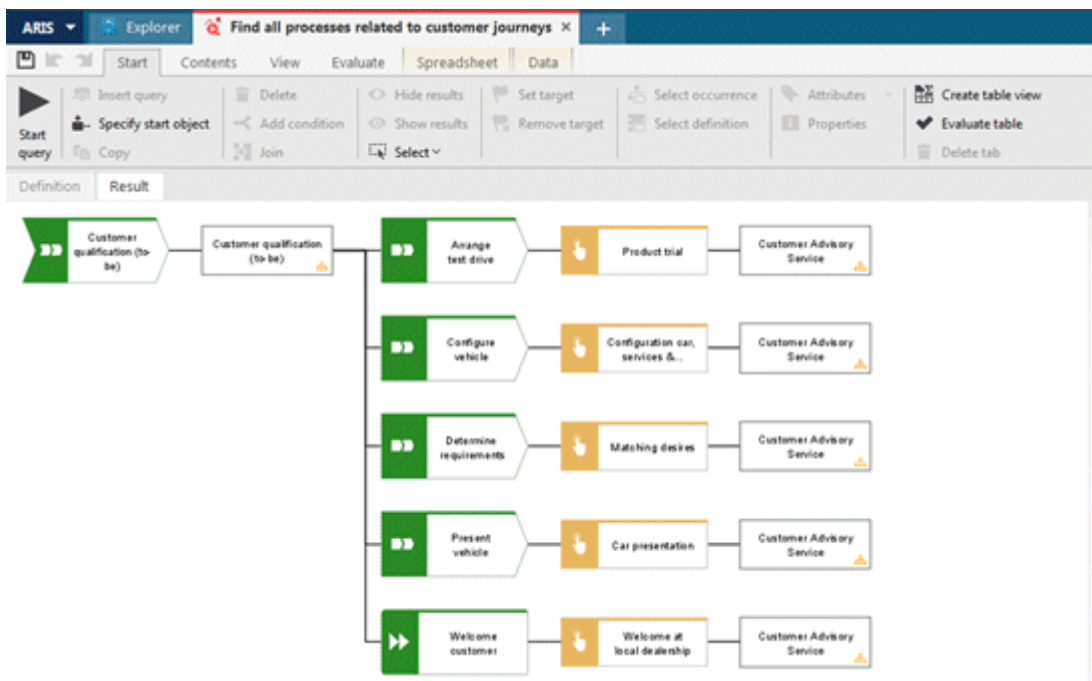 ARIS Explorer Find all processes related to customer journeys × +
Start Contents View Evaluate Spreadsheet Data
Start query
Insert query
Specify start object
Copy
Delete
Add condition
Join
Hide results
Show results
Select
Set target
Remove target
Select occurrence
Select definition
Attributes
Properties
Create table view
Evaluate table
Delete tab
Definition Result
Customer
qualification (to-
be)
Customer qualification
(to-be)
Arrange
test drive
Product trial
Customer Advisory
Service
Configure
vehicle
Configuration car,
services &...
Customer Advisory
Service
Determine
requirements
Matching desires
Customer Advisory
Service
Present
vehicle
Car presentation
Customer Advisory
Service
Welcome
customer
Welcome at
local dealership
Customer Advisory
Service